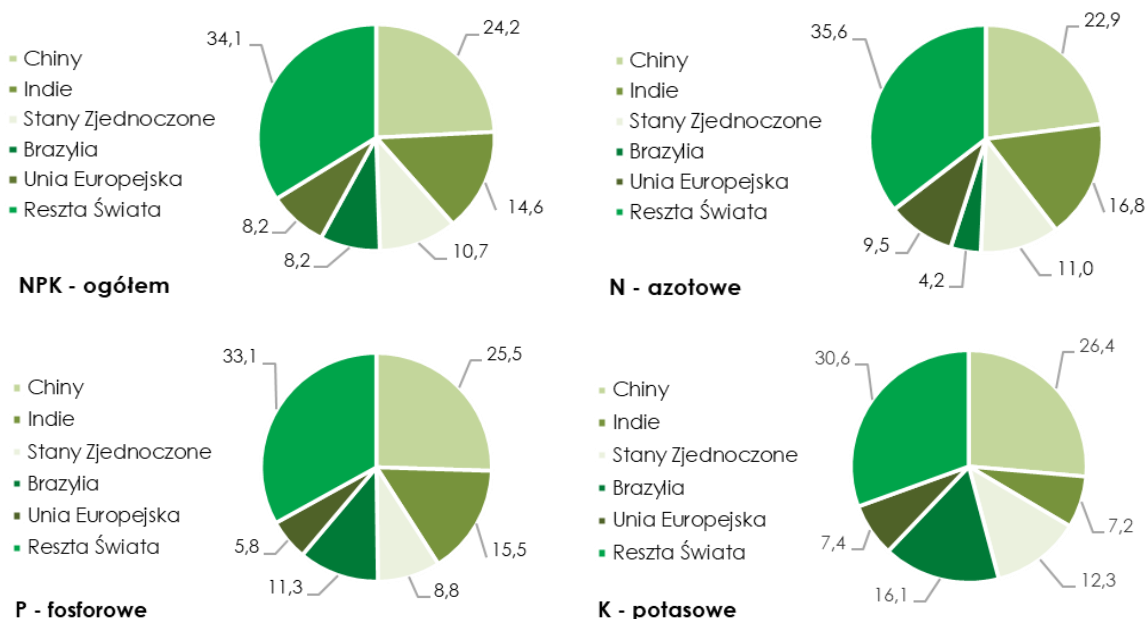 34,1
24,2
Chiny
Indie
Stany Zjednoczone
Brazylia
Unia Europejska
Reszta Świata
14,6
8,2
10,7
8,2
NPK - ogółem
35,6
22,9
Chiny
Indie
Stany Zjednoczone
Brazylia
Unia Europejska
Reszta Świata
16,8
9,5
11,0
4,2
N - azotowe
33,1
25,5
Chiny
Indie
Stany Zjednoczone
Brazylia
Unia Europejska
Reszta Świata
5,8
15,5
11,3
8,8
P - fosforowe
30,6
26,4
Chiny
Indie
Stany Zjednoczone
Brazylia
Unia Europejska
Reszta Świata
7,2
7,4
12,3
16,1
K - potasowe